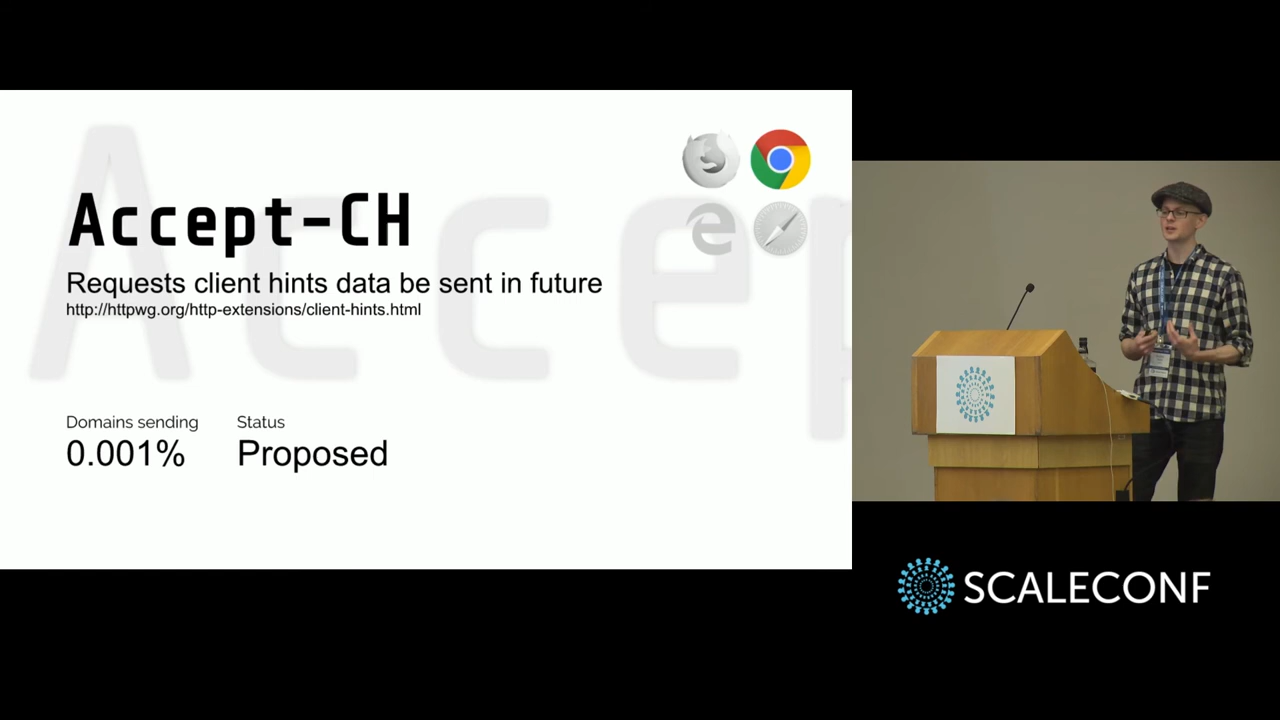 Accept-CH
Requests client hints data be sent in future
http://httpwg.org/http-extensions/client-hints.html
Domains sending
0.001%
Status
Proposed
Accep
SCALECONF